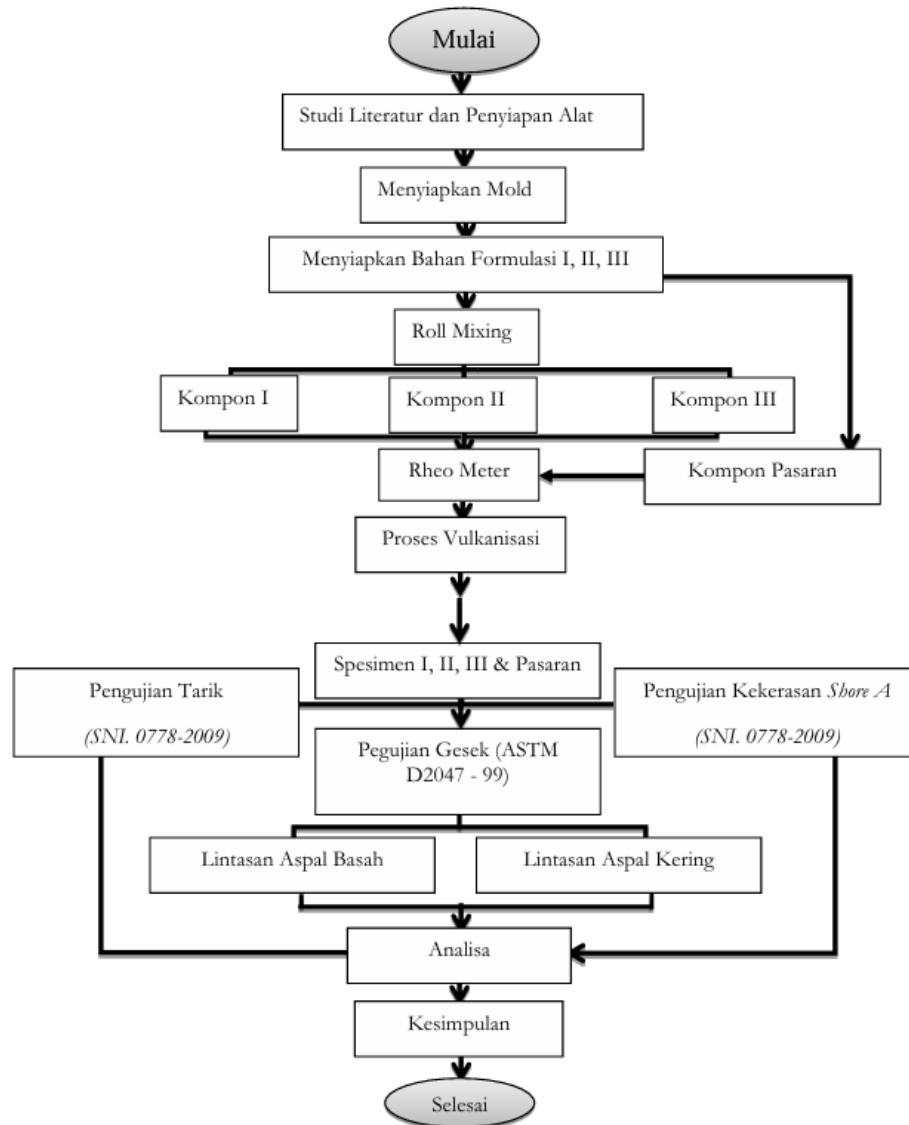 Mulai
Studi Literatur dan Penyiapan Alat
Menyiapkan Mold
Menyiapkan Bahan Formulasi I, II, III
Roll Mixing
Kompon I
Kompon II
Kompon III
Rheo Meter
Kompon Pasaran
Proses Vulkanisasi
Spesimen I, II, III & Pasaran
Pengujian Tarik
(SNI. 0778-2009)
Pengujian Kekerasan Shore A
(SNI. 0778-2009)
Pegujian Gesek (ASTM
D2047 - 99)
Lintasan Aspal Basah
Lintasan Aspal Kering
Analisa
Kesimpulan
Selesai